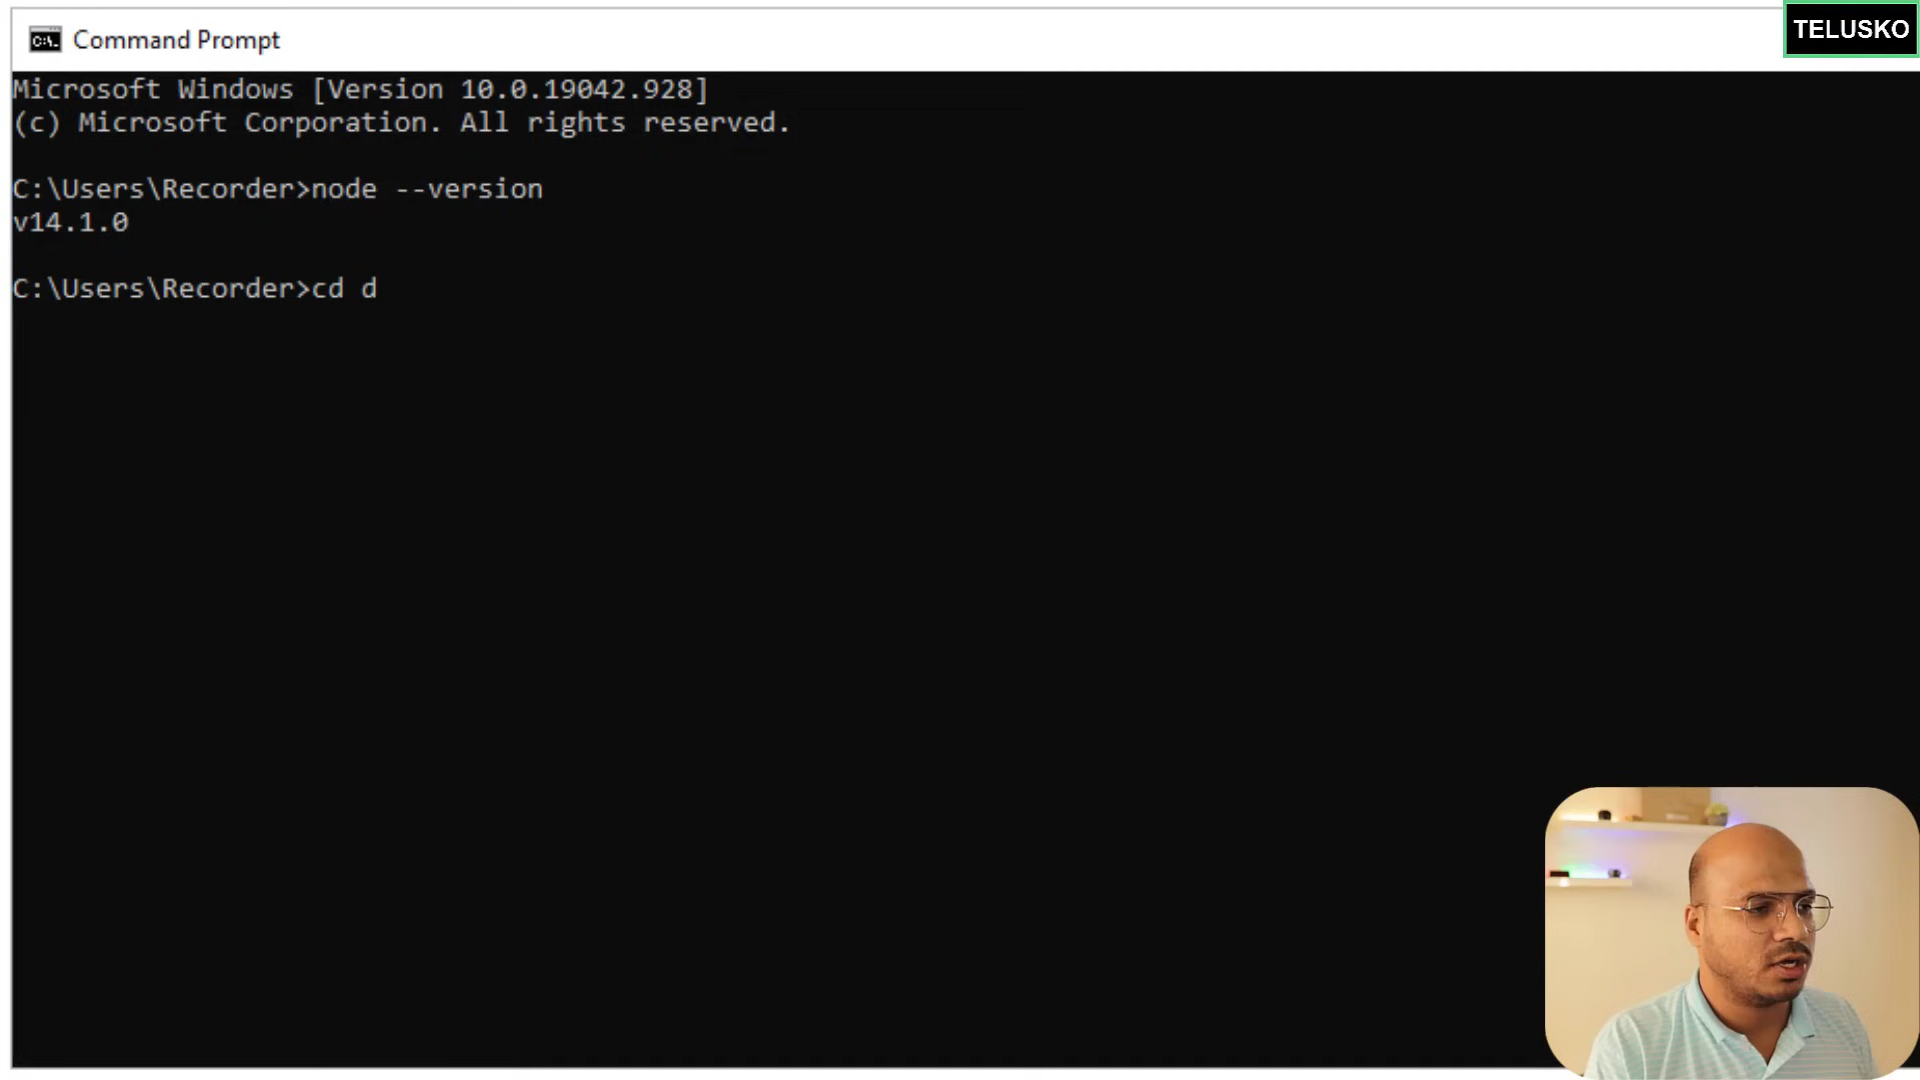 Command Prompt
TELUSKO
Microsoft Windows [Version 10.0.19042.928]
(c) Microsoft Corporation. All rights reserved.
C:\Users\Recorder>node --version
v14.1.0
C:\Users\Recorder>cd d